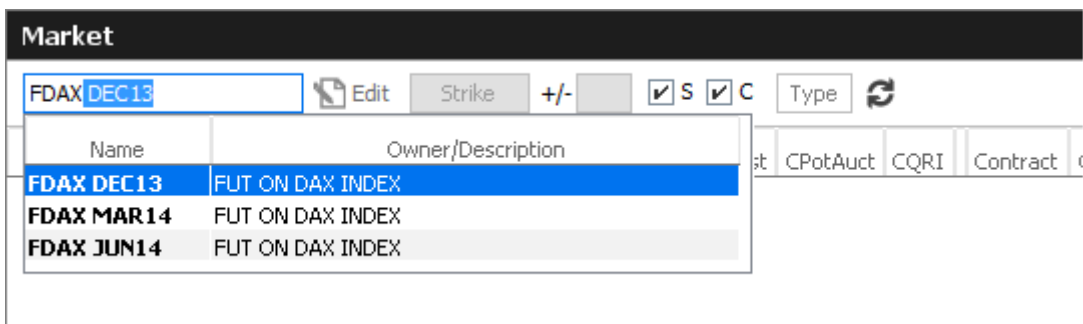 Market
FDAX DEC13 Edit Strike +/- S C Type
Name Owner/Description CPotAuct CQRI Contract
FDAX DEC13 FUT ON DAX INDEX
FDAX MAR14 FUT ON DAX INDEX
FDAX JUN14 FUT ON DAX INDEX